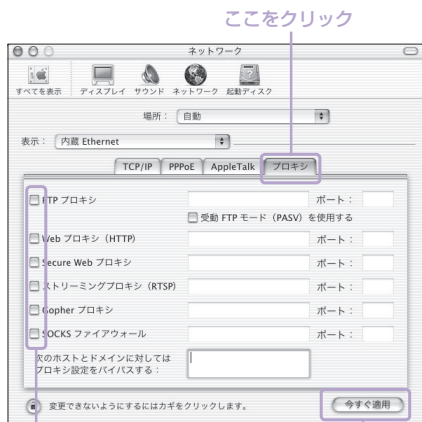 ここをクリック
ネットワーク
すべてを表示 ディスプレイ サウンド ネットワーク 起動ディスク
場所： 自動
表示： 内蔵 Ethernet
TCP/IP PPPoE AppleTalk プロキシ
FTP プロキシ ポート：
受動 FTP モード（PASV）を使用する
Web プロキシ（HTTP） ポート：
Secure Web プロキシ ポート：
ストリーミングプロキシ（RTSP） ポート：
Gopher プロキシ ポート：
SOCKS ファイアウォール ポート：
次のホストとドメインに対しては
プロキシ設定をバイパスする：
変更できないようにするにはカギをクリックします。 今すぐ適用